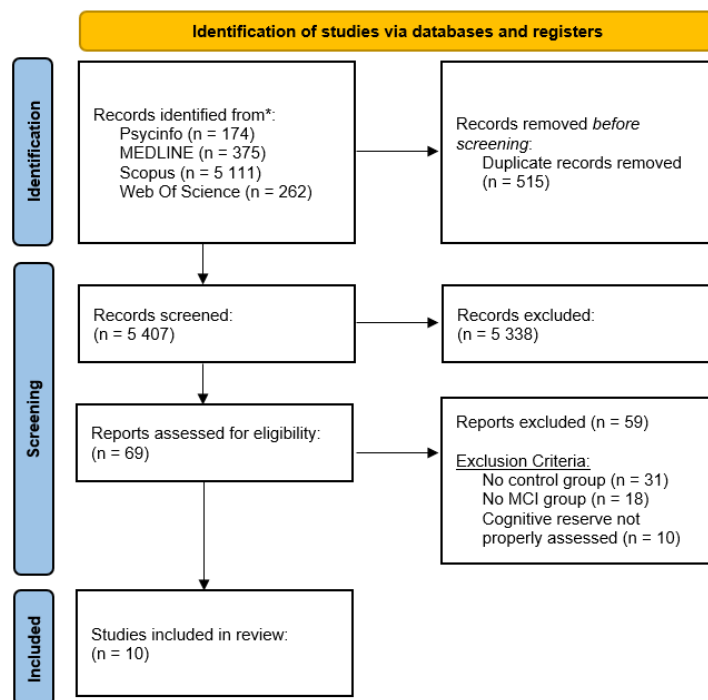 Identification of studies via databases and registers
Identification
Records identified from*:
Psycinfo (n = 174)
MEDLINE (n = 375)
Scopus (n = 5 111)
Web Of Science (n = 262)
Records removed before
screening:
Duplicate records removed
(n = 515)
Screening
Records screened:
(n = 5 407)
Records excluded:
(n = 5 338)
Reports assessed for eligibility:
(n = 69)
Reports excluded (n = 59)
Exclusion Criteria:
No control group (n = 31)
No MCI group (n = 18)
Cognitive reserve not
properly assessed (n = 10)
Included
Studies included in review:
(n = 10)